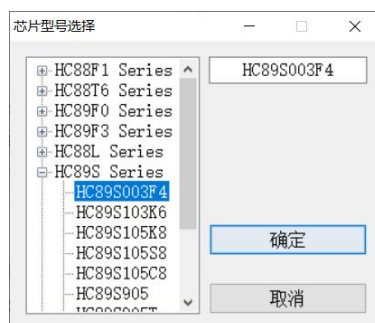 芯片型号选择
HC89S003F4
HC88F1 Series
HC88T6 Series
HC89F0 Series
HC89F3 Series
HC88L Series
HC89S Series
HC89S003F4
HC89S103K6
HC89S105K8
HC89S105S8
HC89S105C8
HC89S905
确定
取消